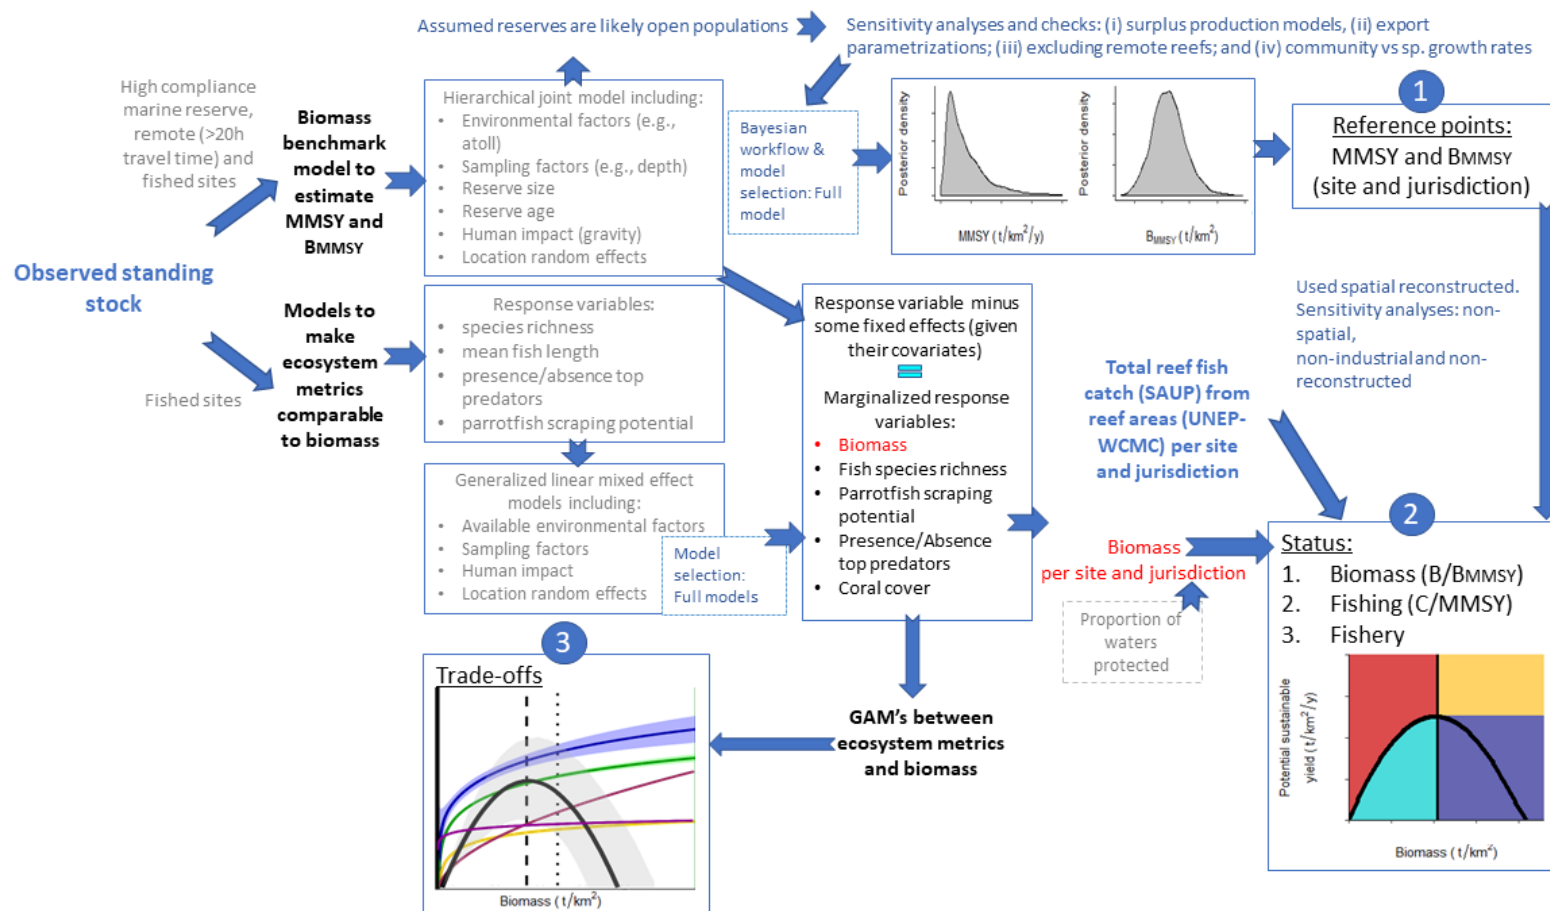 Assumed reserves are likely open populations
Sensitivity analyses and checks: (i) surplus production models, (ii) export
parametrizations; (iii) excluding remote reefs; and (iv) community vs sp. growth rates
High compliance
marine reserve,
remote (>20h
travel time) and
fished sites
Biomass
benchmark
model to
estimate
MMSY and
BMMSY
Hierarchical joint model including:
• Environmental factors (e.g.,
atoll)
• Sampling factors (e.g., depth)
• Reserve size
• Reserve age
• Human impact (gravity)
• Location random effects
Bayesian
workflow &
model
selection: Full
model
Posterior density
MMSY (t/km²/y)
Posterior density
BMMSY (t/km²)
1
Reference points:
MMSY and BMMSY
(site and jurisdiction)
Observed standing
stock
Fished sites
Models to
make
ecosystem
metrics
comparable
to biomass
Response variables:
• species richness
• mean fish length
• presence/absence top
predators
• parrotfish scraping potential
Generalized linear mixed effect
models including:
• Available environmental factors
• Sampling factors
• Human impact
• Location random effects
Model
selection:
Full models
Response variable minus
some fixed effects (given
their covariates)
Marginalized response
variables:
• Biomass
• Fish species richness
• Parrotfish scraping
potential
• Presence/Absence
top predators
• Coral cover
Total reef fish
catch (SAUP) from
reef areas (UNEP-
WCMC) per site
and jurisdiction
Used spatial reconstructed.
Sensitivity analyses: non-
spatial,
non-industrial and non-
reconstructed
Biomass
per site and jurisdiction
Proportion of
waters
protected
2
Status:
1. Biomass (B/BMMSY)
2. Fishing (C/MMSY)
3. Fishery
Potential sustainable
yield (t/km²/y)
Biomass (t/km²)
GAM's between
ecosystem metrics
and biomass
3
Trade-offs
Biomass (t/km²)